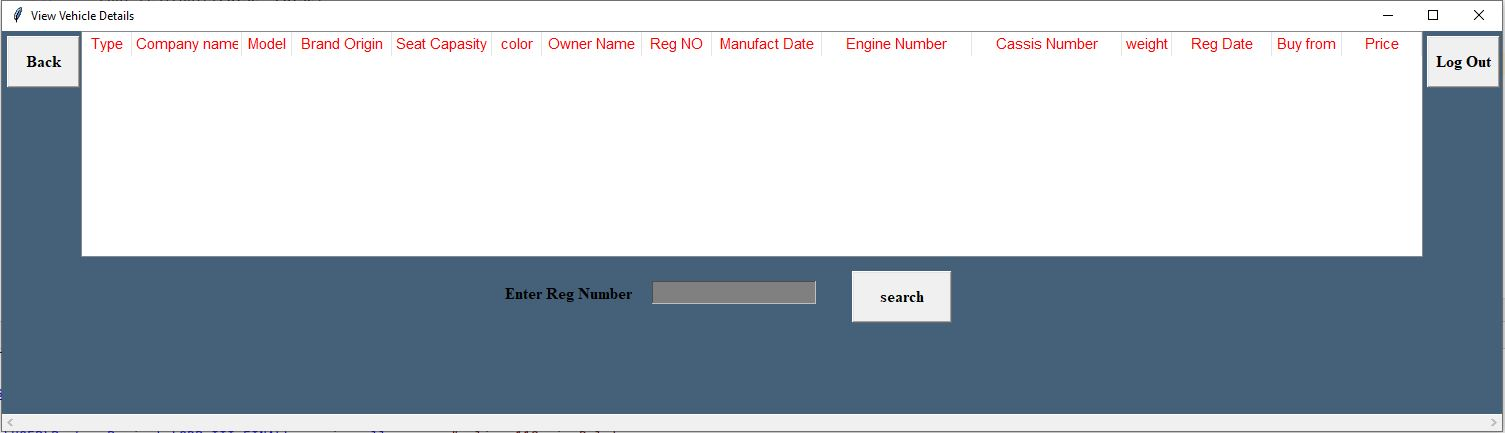 View Vehicle Details
Back
Type Company name Model Brand Origin Seat Capasity color Owner Name Reg NO Manufact Date Engine Number Cassis Number weight Reg Date Buy from Price
Log Out
Enter Reg Number
search